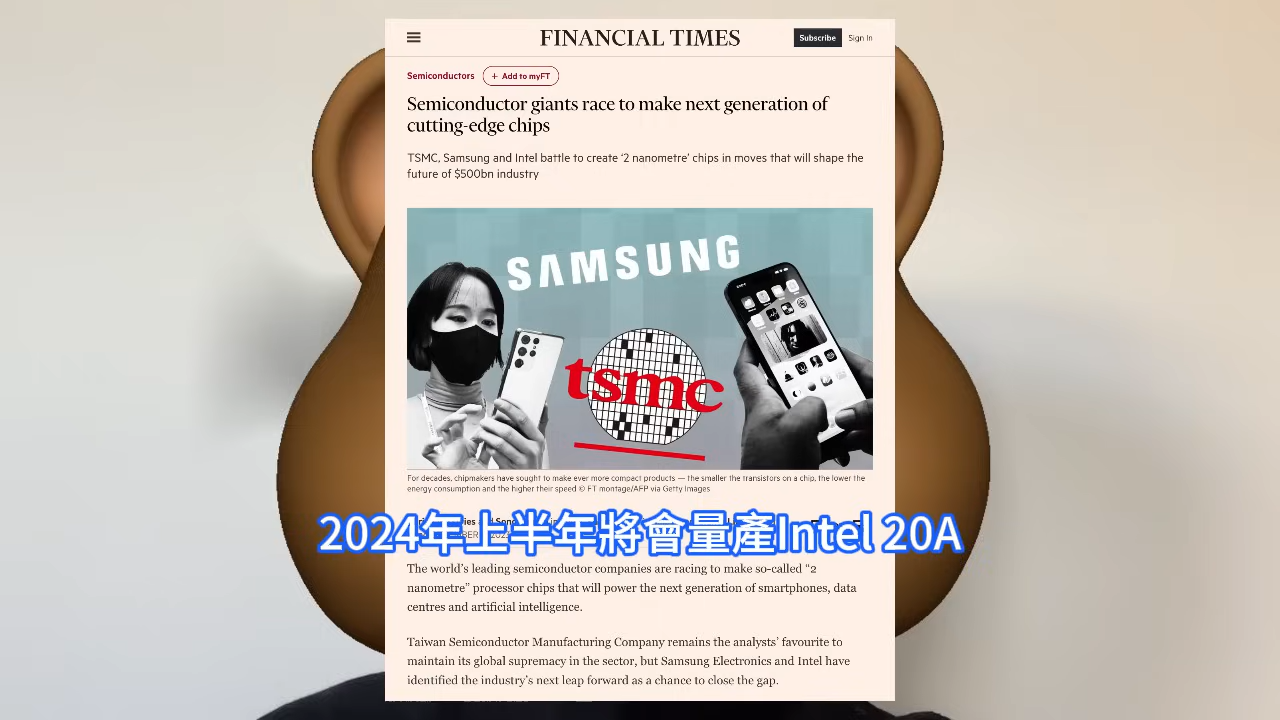 FINANCIAL TIMES
Subscribe
Sign In
Semiconductors
+ Add to myFT
Semiconductor giants race to make next generation of
cutting-edge chips
TSMC, Samsung and Intel battle to create ‘2 nanometre’ chips in moves that will shape the
future of $500bn industry
SAMSUNG
tsmc
For decades, chipmakers have sought to make ever more compact products — the smaller the transistors on a chip, the lower the
energy consumption and the higher their speed © FT montage/AFP via Getty Images
2024年上半年將會量產Intel 20A
The world’s leading semiconductor companies are racing to make so-called “2
nanometre” processor chips that will power the next generation of smartphones, data
centres and artificial intelligence.
Taiwan Semiconductor Manufacturing Company remains the analysts’ favourite to
maintain its global supremacy in the sector, but Samsung Electronics and Intel have
identified the industry’s next leap forward as a chance to close the gap.